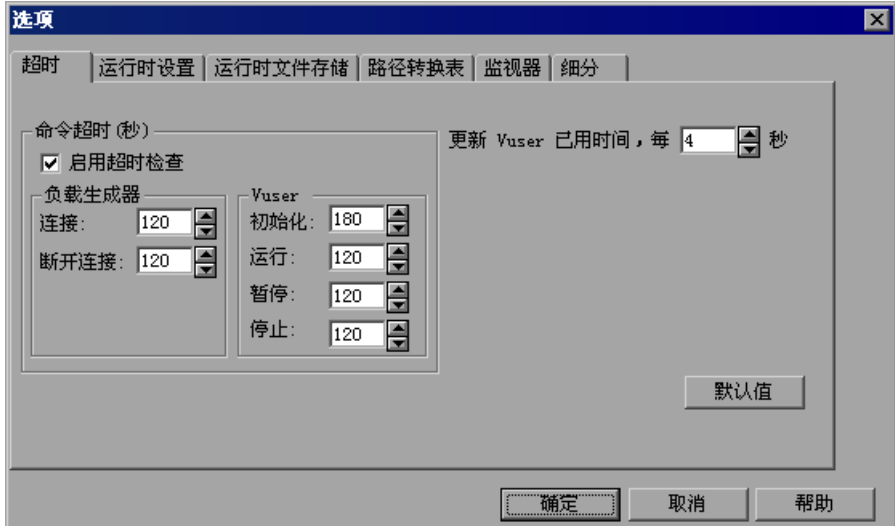 选项
超时 运行时设置 运行时文件存储 路径转换表 监视器 细分
命令超时(秒)
更新 Vuser 已用时间，每 4 秒
启用超时检查
负载生成器
连接: 120
断开连接: 120
Vuser
初始化: 180
运行: 120
暂停: 120
停止: 120
默认值
确定 取消 帮助